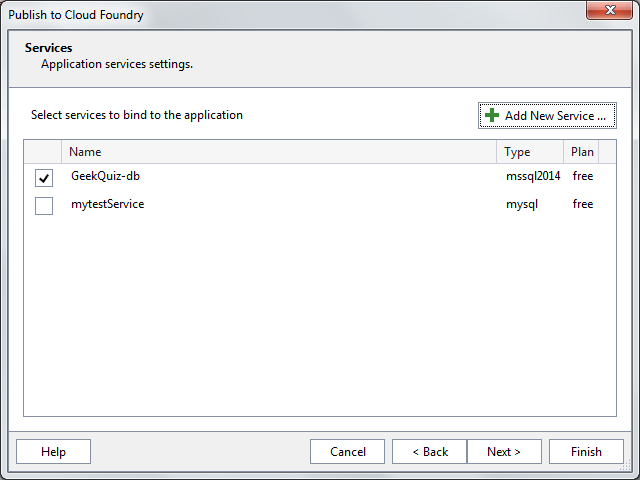 Publish to Cloud Foundry
Services
Application services settings.
Select services to bind to the application
Add New Service ...
Name Type Plan
GeekQuiz-db mssql2014 free
mytestService mysql free
Help Cancel < Back Next > Finish